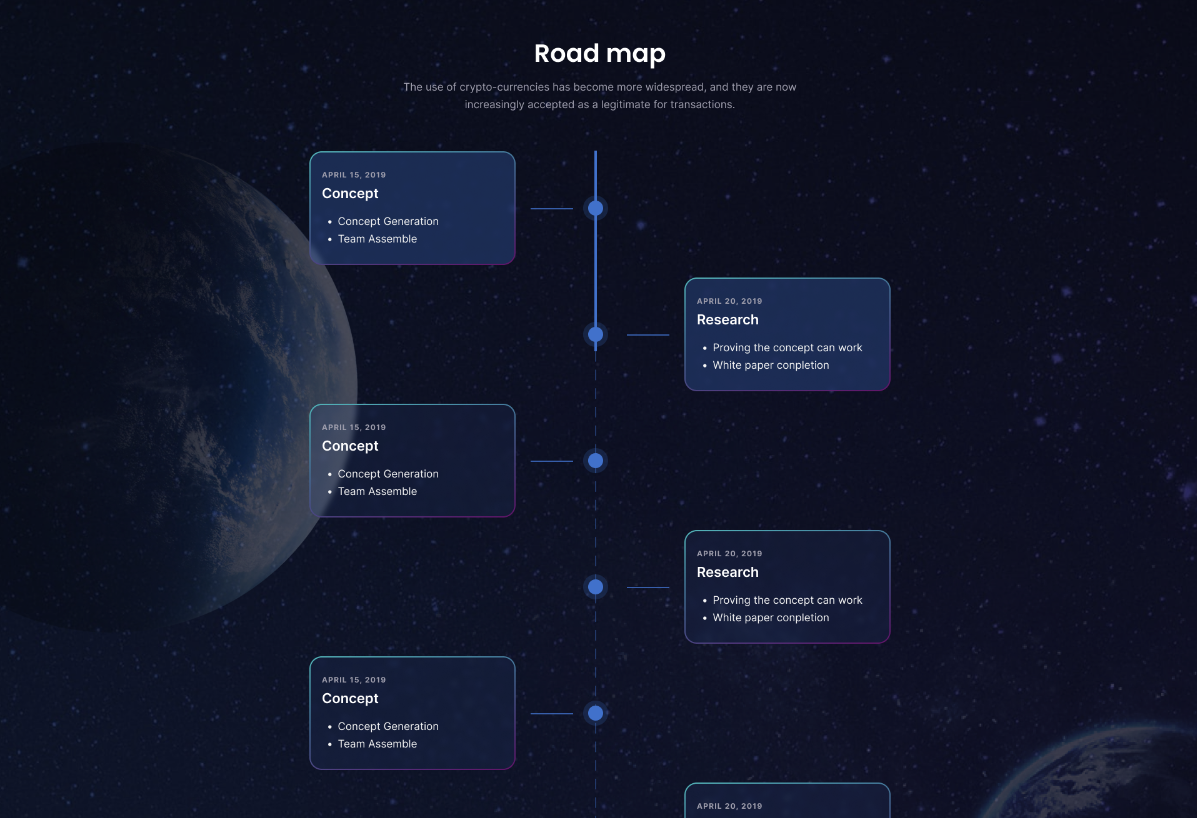 Road map
The use of crypto-currencies has become more widespread, and they are now
increasingly accepted as a legitimate for transactions.
APRIL 15, 2019
Concept
• Concept Generation
• Team Assemble
APRIL 20, 2019
Research
• Proving the concept can work
• White paper conpletion
APRIL 15, 2019
Concept
• Concept Generation
• Team Assemble
APRIL 20, 2019
Research
• Proving the concept can work
• White paper conpletion
APRIL 15, 2019
Concept
• Concept Generation
• Team Assemble
APRIL 20, 2019